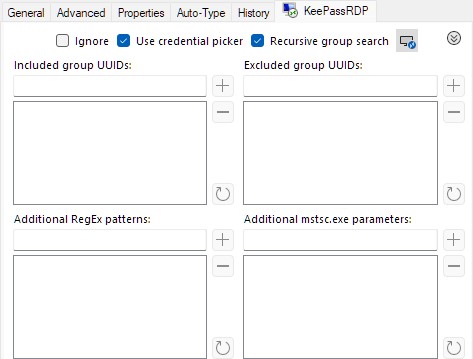 General Advanced Properties Auto-Type History KeePassRDP
Ignore Use credential picker Recursive group search
Included group UUIDs: Excluded group UUIDs:
Additional RegEx patterns: Additional mstsc.exe parameters: